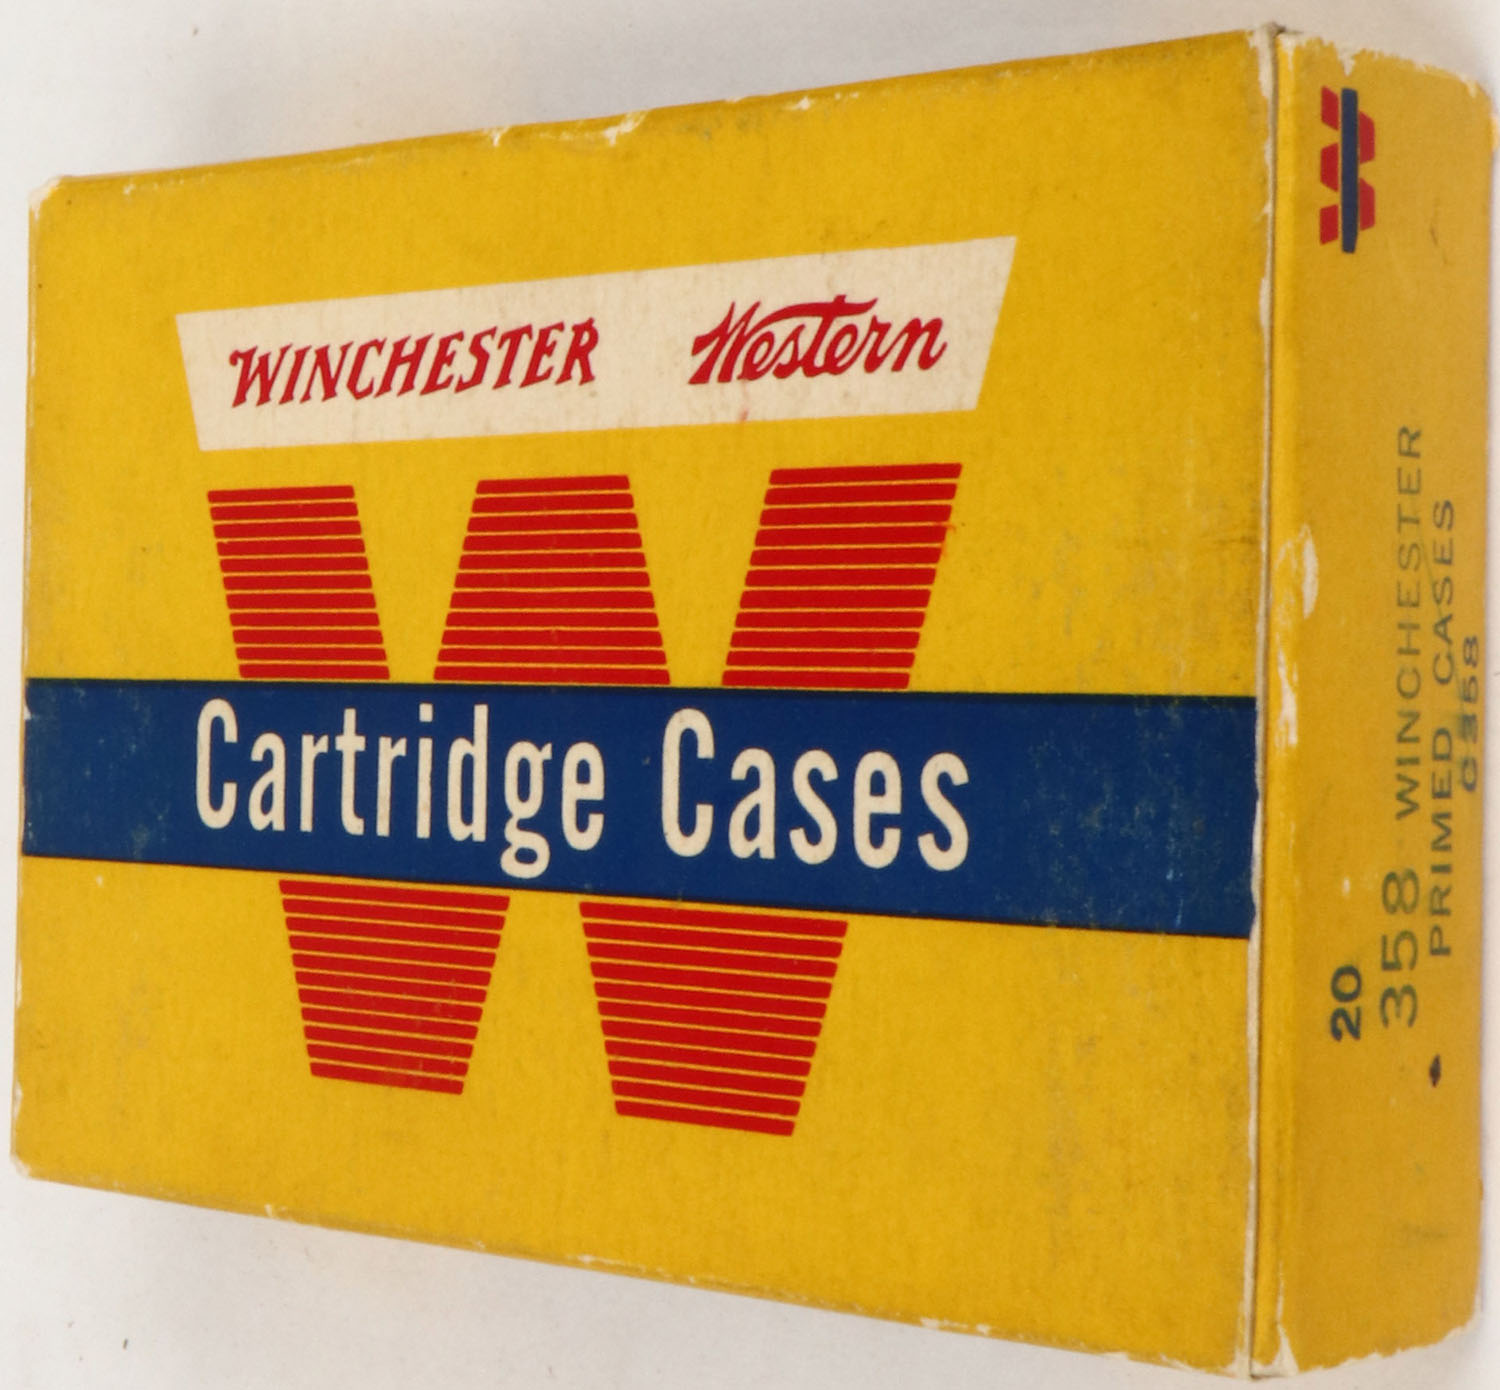 WINCHESTER Western
Cartridge Cases
W
20
358 WINCHESTER
PRIMED CASES
C358